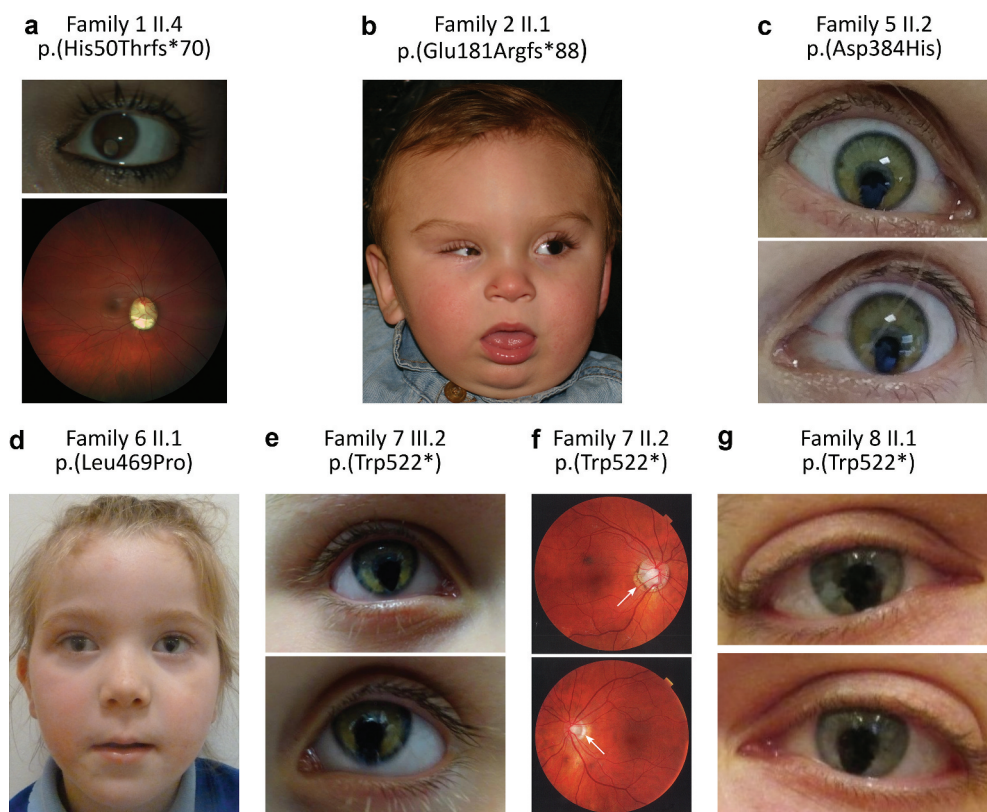 a Family 1 II.4
p.(His50Thrfs*70)
b Family 2 II.1
p.(Glu181Argfs*88)
c Family 5 II.2
p.(Asp384His)
d Family 6 II.1
p.(Leu469Pro)
e Family 7 III.2
p.(Trp522*)
f Family 7 II.2
p.(Trp522*)
g Family 8 II.1
p.(Trp522*)